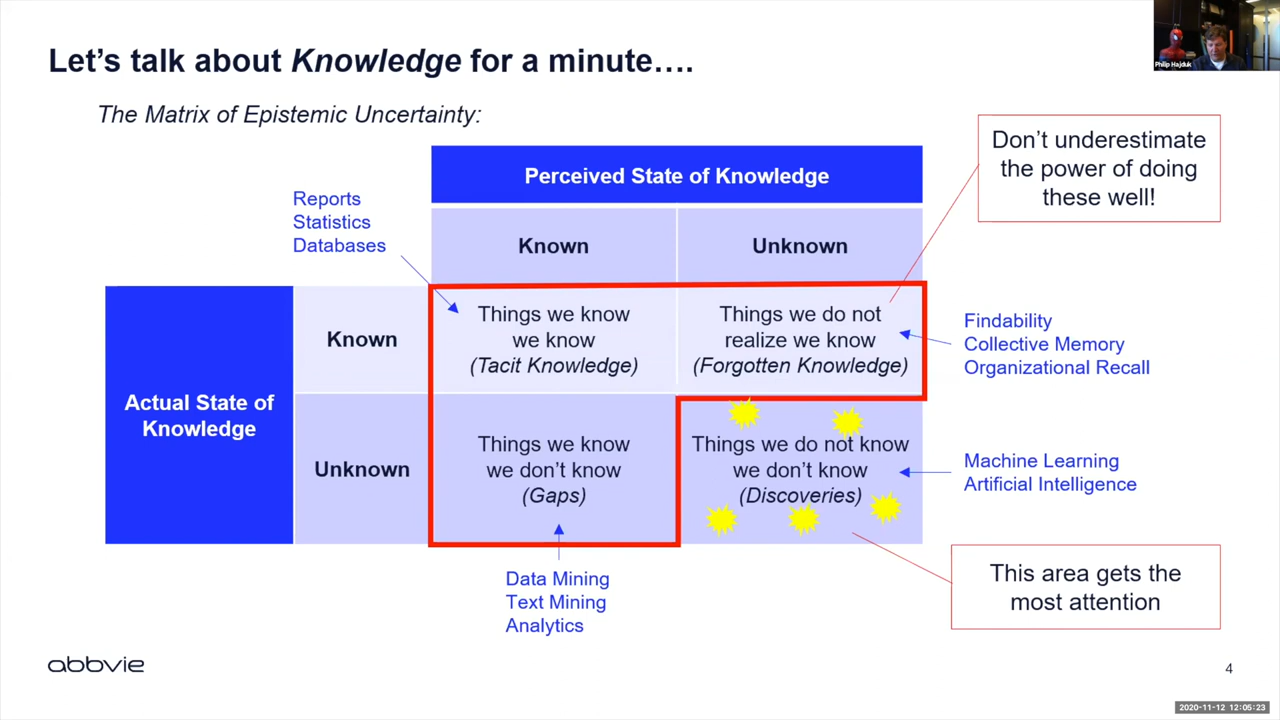 Let's talk about Knowledge for a minute….
Philip Hajduk
The Matrix of Epistemic Uncertainty:
Don't underestimate
the power of doing
these well!
Perceived State of Knowledge
Reports
Statistics
Databases
Known
Unknown
Actual State of
Knowledge
Known
Things we know
we know
(Tacit Knowledge)
Things we do not
realize we know
(Forgotten Knowledge)
Findability
Collective Memory
Organizational Recall
Unknown
Things we know
we don't know
(Gaps)
Things we do not know
we don't know
(Discoveries)
Machine Learning
Artificial Intelligence
Data Mining
Text Mining
Analytics
This area gets the
most attention
abbvie
4
2020-11-12 12:05:23